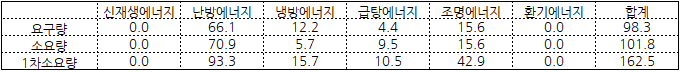 신재생에너지 난방에너지 냉방에너지 급탕에너지 조명에너지 환기에너지 합계
요구량 0.0 66.1 12.2 4.4 15.6 0.0 98.3
소요량 0.0 70.9 5.7 9.5 15.6 0.0 101.8
1차소요량 0.0 93.3 15.7 10.5 42.9 0.0 162.5